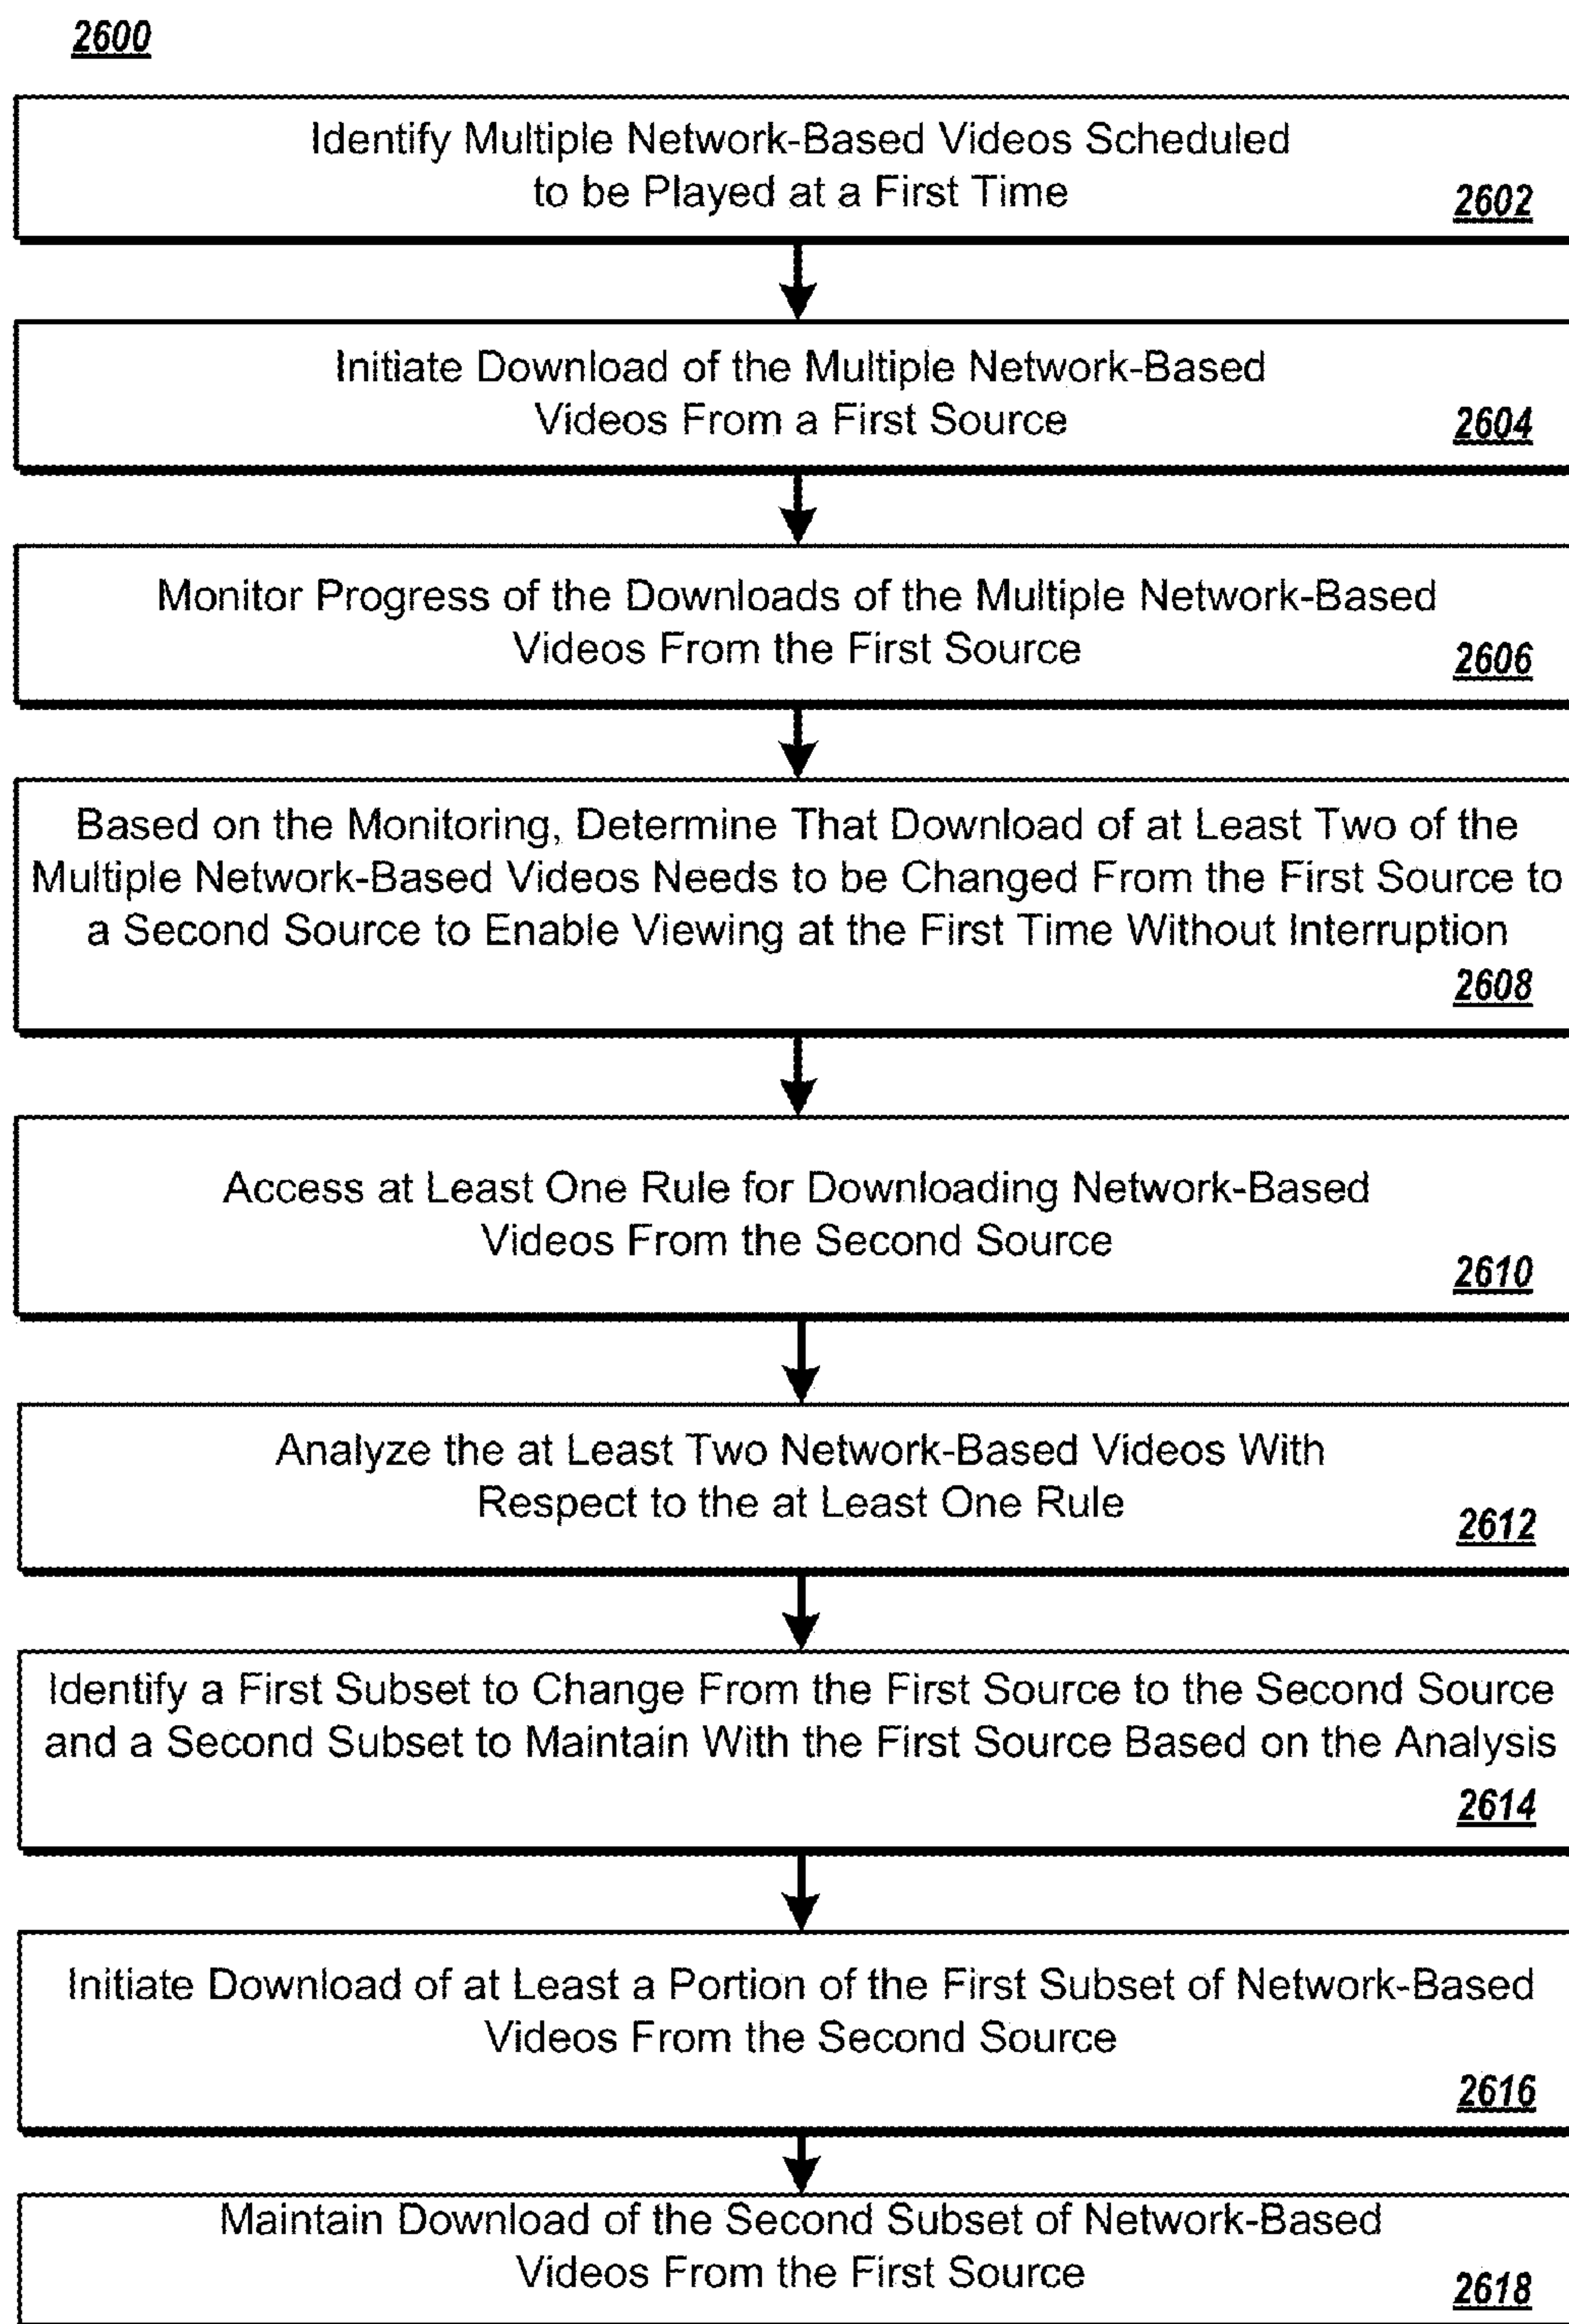 2600
Identify Multiple Network-Based Videos Scheduled
to be Played at a First Time
2602
Initiate Download of the Multiple Network-Based
Videos From a First Source
2604
Monitor Progress of the Downloads of the Multiple Network-Based
Videos From the First Source
2606
Based on the Monitoring, Determine That Download of at Least Two of the
Multiple Network-Based Videos Needs to be Changed From the First Source to
a Second Source to Enable Viewing at the First Time Without Interruption
2608
Access at Least One Rule for Downloading Network-Based
Videos From the Second Source
2610
Analyze the at Least Two Network-Based Videos With
Respect to the at Least One Rule
2612
Identify a First Subset to Change From the First Source to the Second Source
and a Second Subset to Maintain With the First Source Based on the Analysis
2614
Initiate Download of at Least a Portion of the First Subset of Network-Based
Videos From the Second Source
2616
Maintain Download of the Second Subset of Network-Based
Videos From the First Source
2618